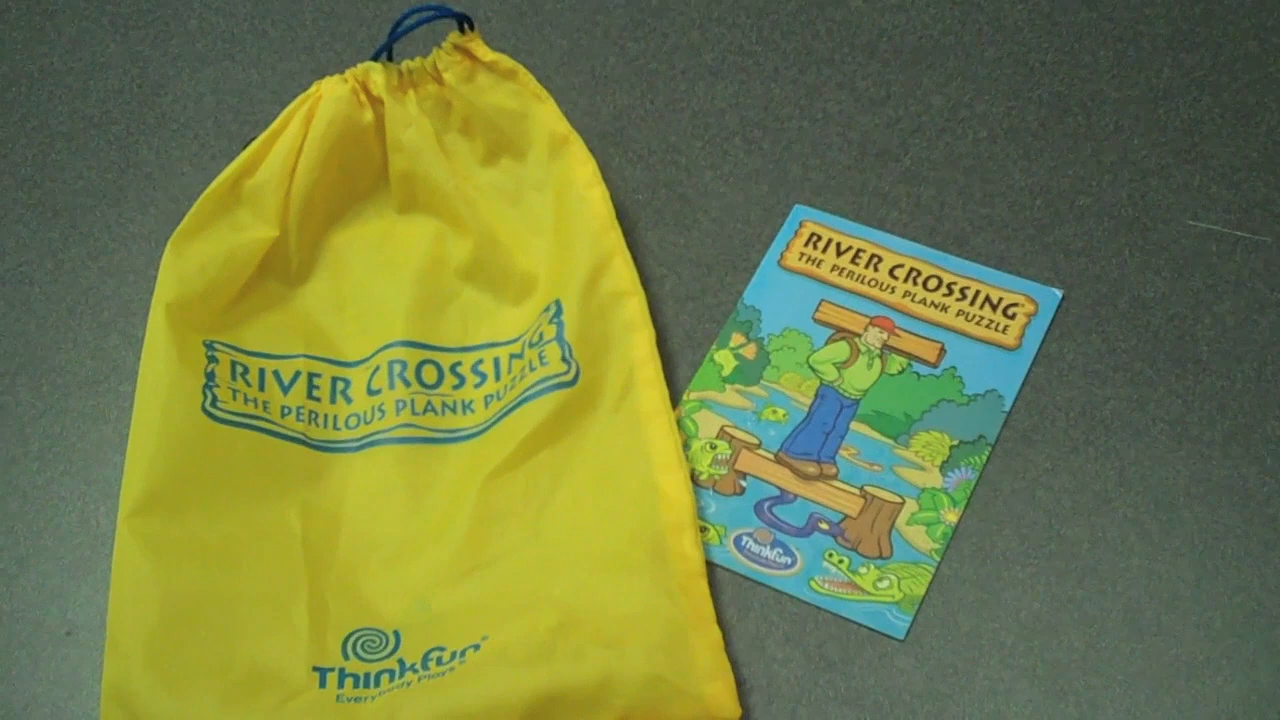 RIVER CROSSING
THE PERILOUS PLANK PUZZLE
ThinkFun®
Everybody Plays
RIVER CROSSING
THE PERILOUS PLANK PUZZLE
ThinkFun